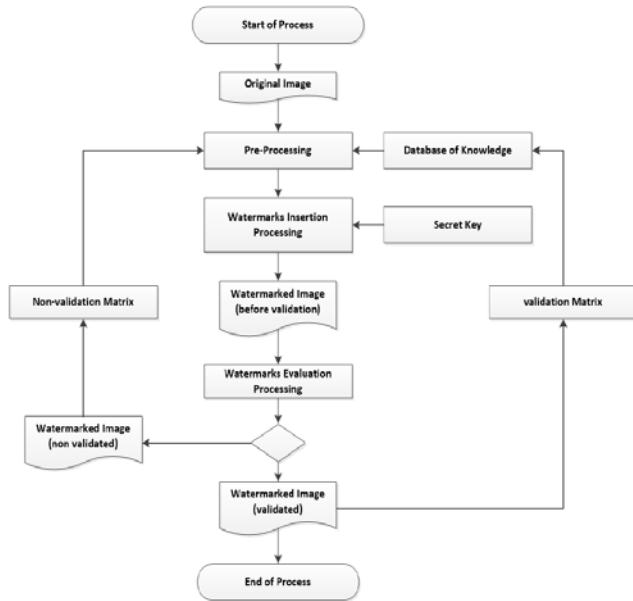 Start of Process
Original Image
Pre-Processing
Database of Knowledge
Watermarks Insertion
Processing
Secret Key
Non-validation Matrix
Watermarked Image
(before validation)
validation Matrix
Watermarks Evaluation
Processing
Watermarked Image
(non validated)
Watermarked Image
(validated)
End of Process